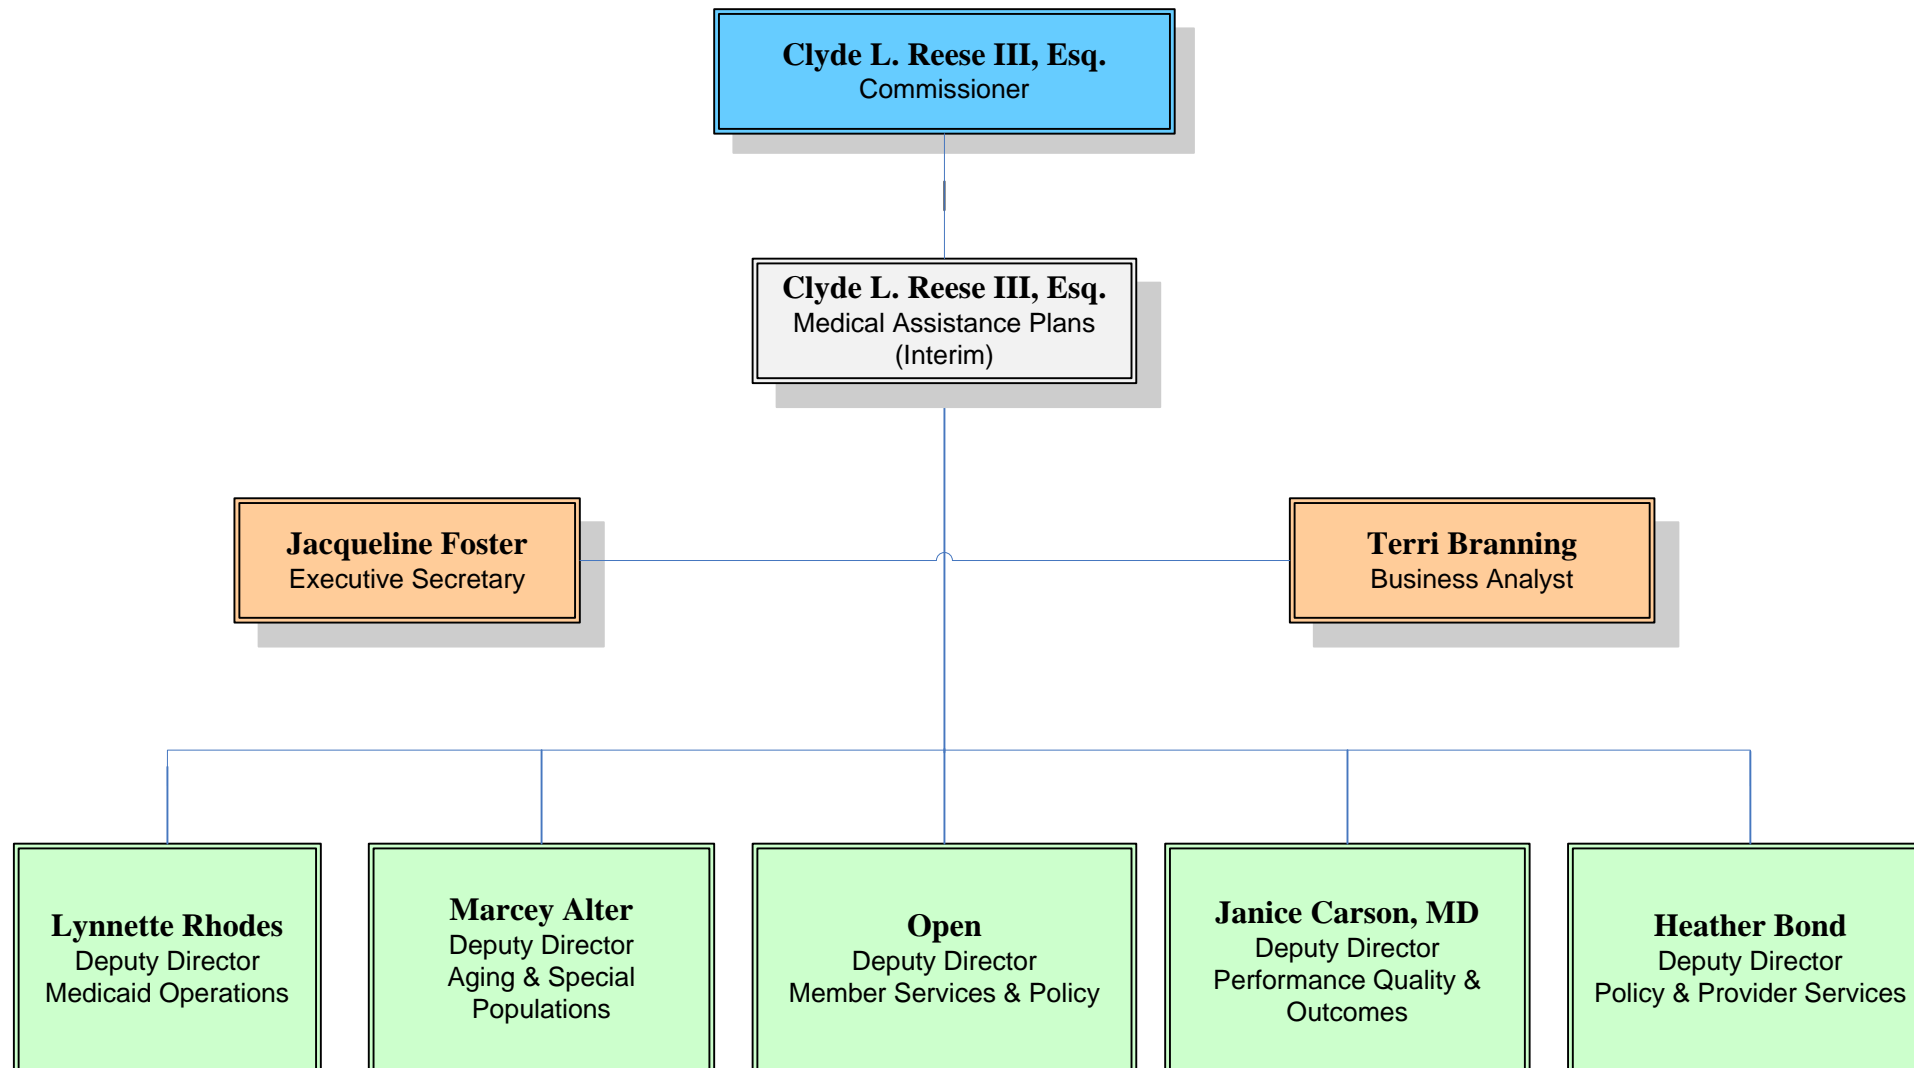 Clyde L. Reese III, Esq.
Commissioner
Clyde L. Reese III, Esq.
Medical Assistance Plans
(Interim)
Jacqueline Foster
Executive Secretary
Terri Branning
Business Analyst
Lynnette Rhodes
Deputy Director
Medicaid Operations
Marcey Alter
Deputy Director
Aging & Special
Populations
Open
Deputy Director
Member Services & Policy
Janice Carson, MD
Deputy Director
Performance Quality &
Outcomes
Heather Bond
Deputy Director
Policy & Provider Services